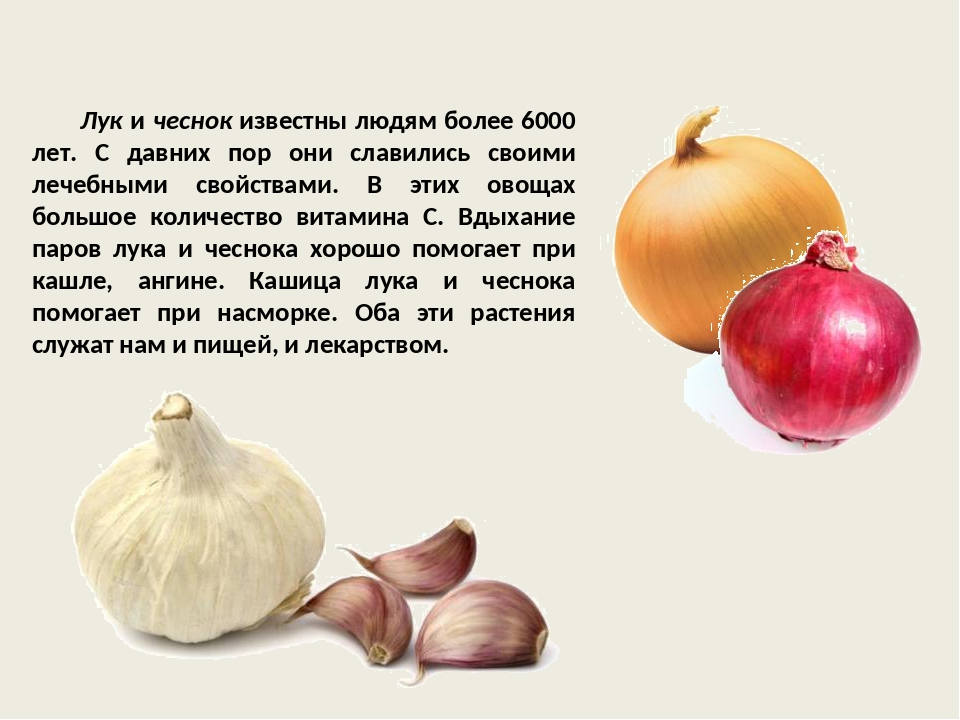 Лук и чеснок известны людям более 6000
лет. С давних пор они славились своими
лечебными свойствами. В этих овощах
большое количество витамина С. Вдыхание
паров лука и чеснока хорошо помогает при
кашле, ангине. Кашица лука и чеснока
помогает при насморке. Оба эти растения
служат нам и пищей, и лекарством.